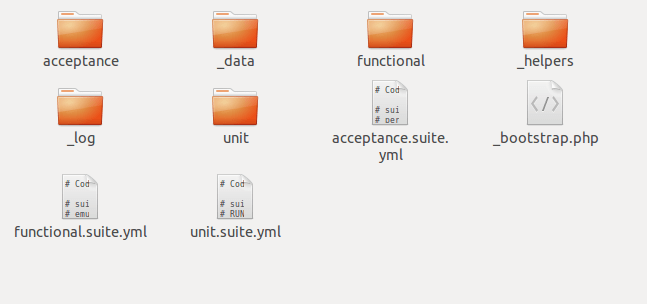 acceptance
_data
functional
_helpers
_log
unit
# Cod
# sui
# per
acceptance.suite.
yml
</>
_bootstrap.php
# Cod
# sui
# emu
functional.suite.yml
# Cod
# sui
# RUN
unit.suite.yml